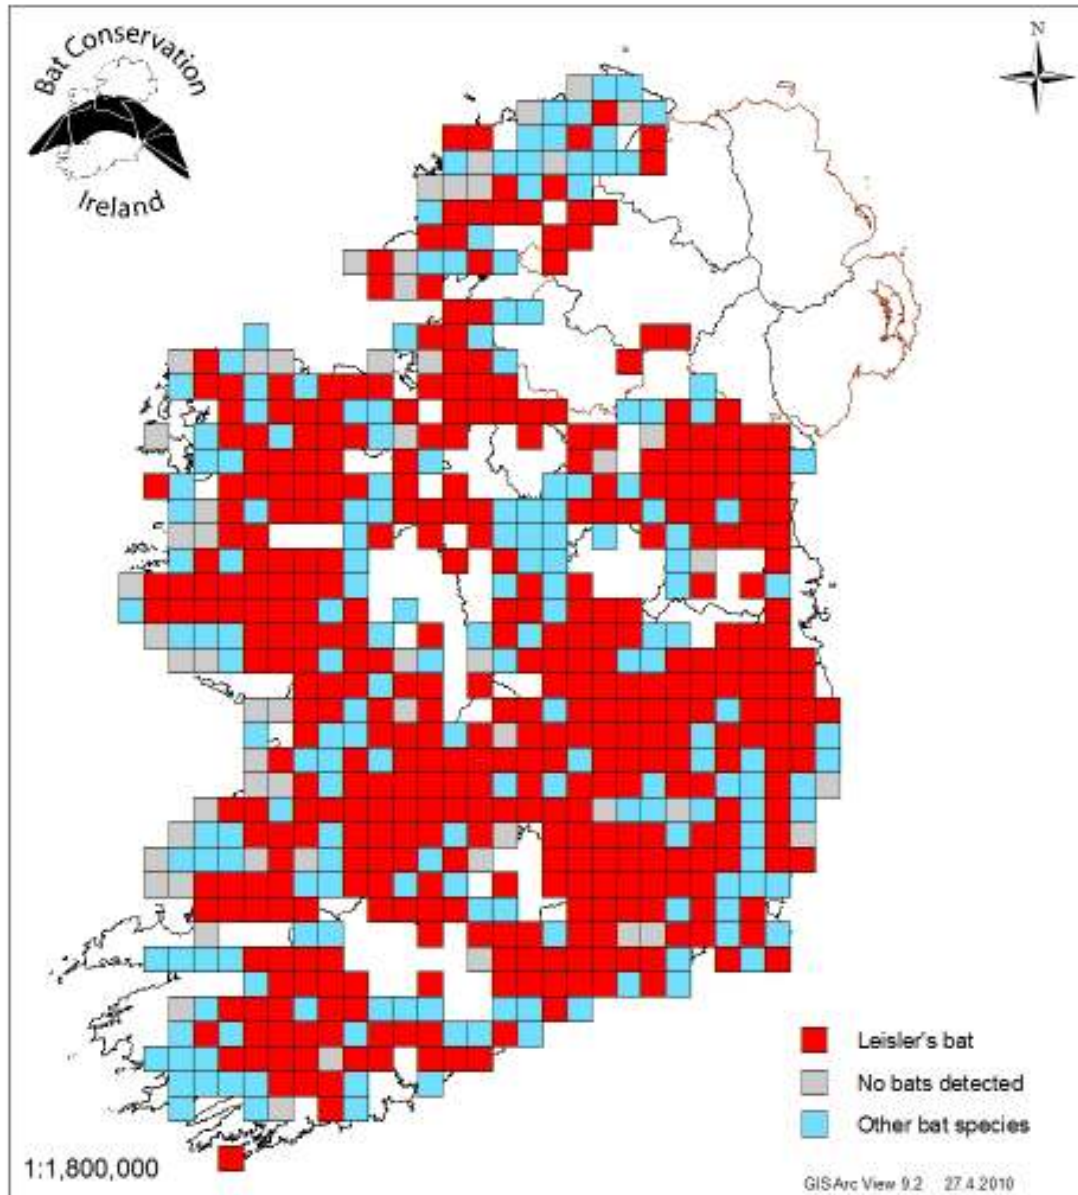 Bat Conservation
Ireland
N
Leisler's bat
No bats detected
Other bat species
1:1,800,000
GIS Arc View 9.2 27.4.2010